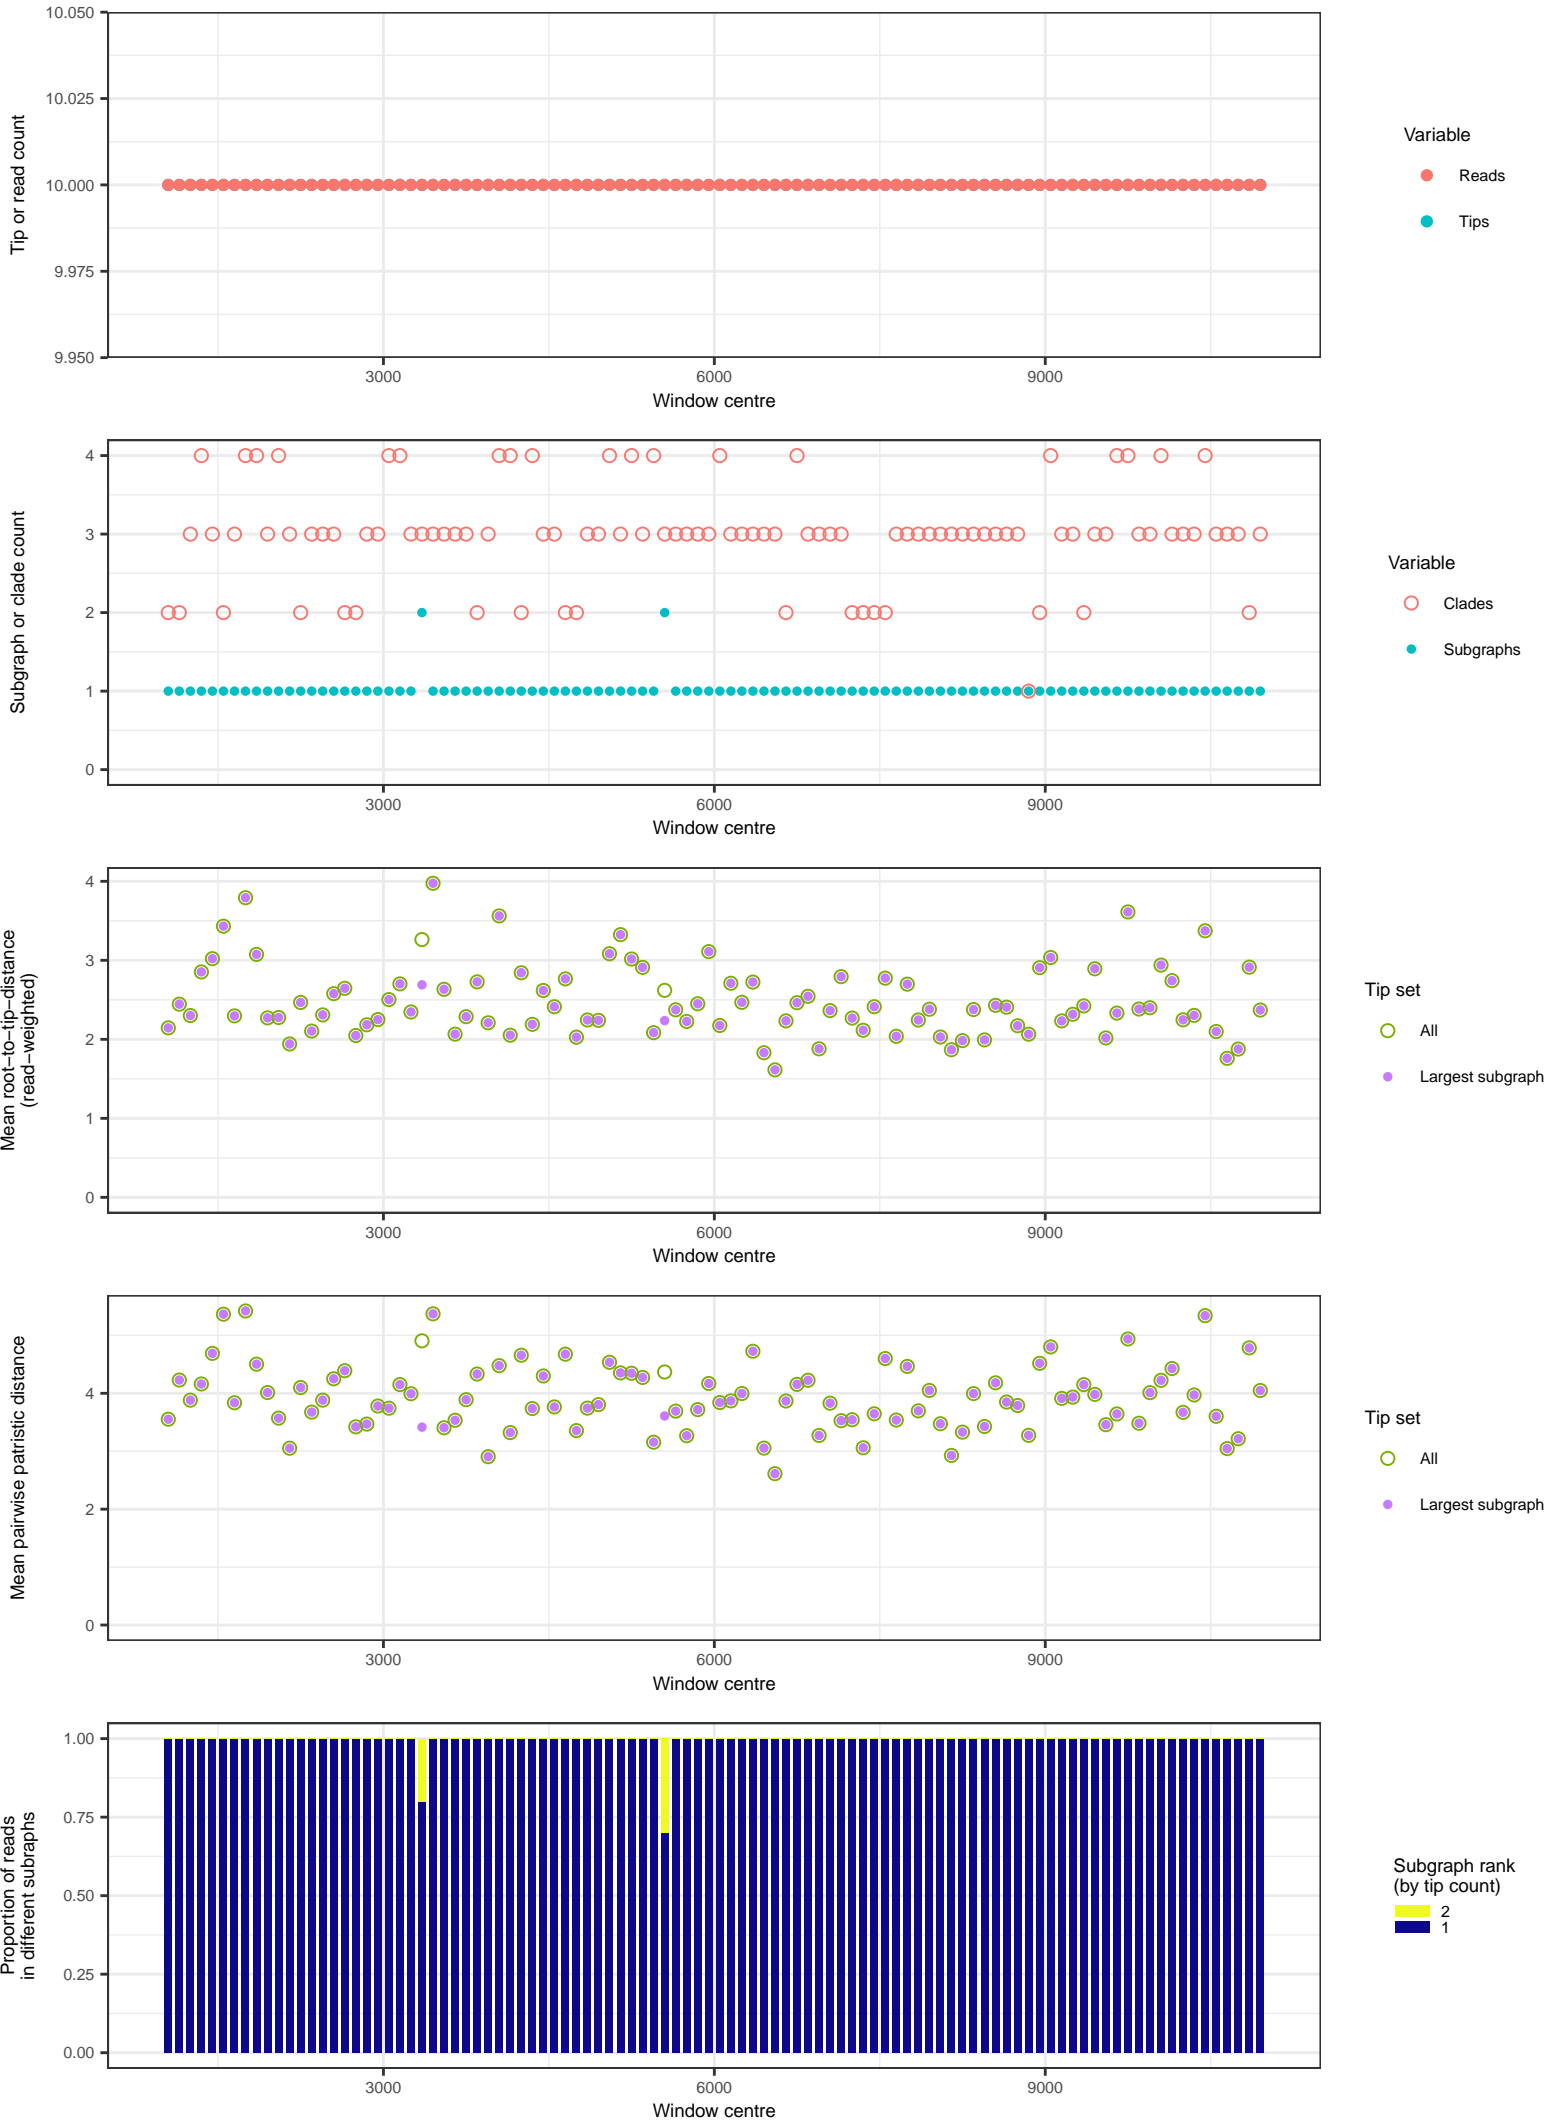 10.050
10.025
10.000
9.975
9.950
Tip or read count
3000
6000
9000
Window centre
Variable
Reads
Tips
4
3
2
1
0
Subgraph or clade count
3000
6000
9000
Window centre
Variable
Clades
Subgraphs
4
3
2
1
0
Mean root−to−tip−distance
(read−weighted)
3000
6000
9000
Window centre
Tip set
All
Largest subgraph
4
2
0
Mean pairwise patristic distance
3000
6000
9000
Window centre
Tip set
All
Largest subgraph
1.00
0.75
0.50
0.25
0.00
Proportion of reads
in different subraphs
3000
6000
9000
Window centre
Subgraph rank
(by tip count)
2
1